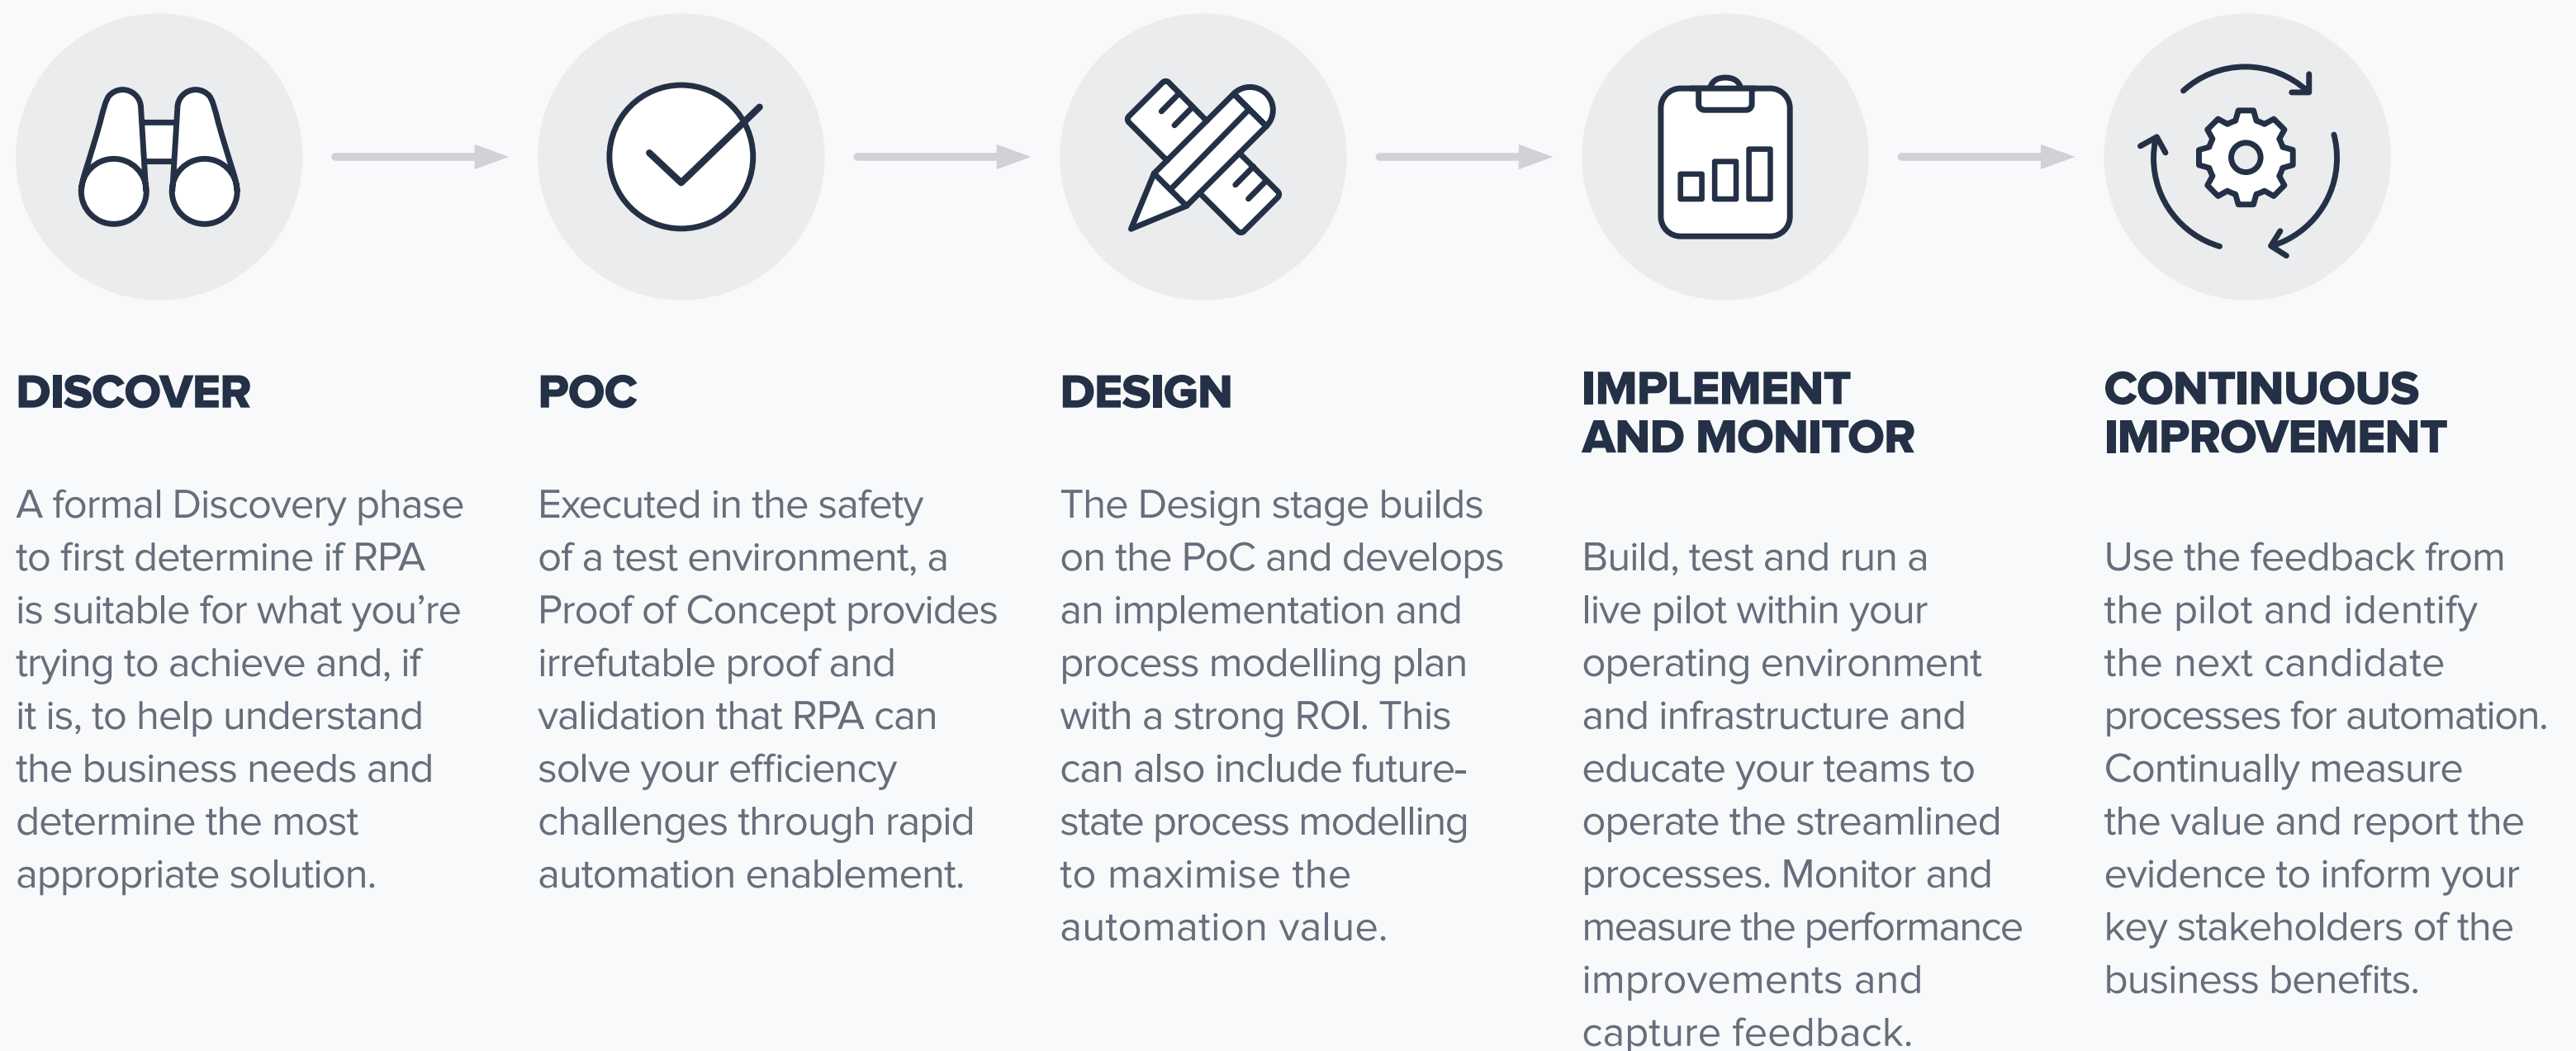 DISCOVER
A formal Discovery phase
to first determine if RPA
is suitable for what you’re
trying to achieve and, if
it is, to help understand
the business needs and
determine the most
appropriate solution.
POC
Executed in the safety
of a test environment, a
Proof of Concept provides
irrefutable proof and
validation that RPA can
solve your efficiency
challenges through rapid
automation enablement.
DESIGN
The Design stage builds
on the PoC and develops
an implementation and
process modelling plan
with a strong ROI. This
can also include future-
state process modelling
to maximise the
automation value.
IMPLEMENT
AND MONITOR
Build, test and run a
live pilot within your
operating environment
and infrastructure and
educate your teams to
operate the streamlined
processes. Monitor and
measure the performance
improvements and
capture feedback.
CONTINUOUS
IMPROVEMENT
Use the feedback from
the pilot and identify
the next candidate
processes for automation.
Continually measure
the value and report the
evidence to inform your
key stakeholders of the
business benefits.